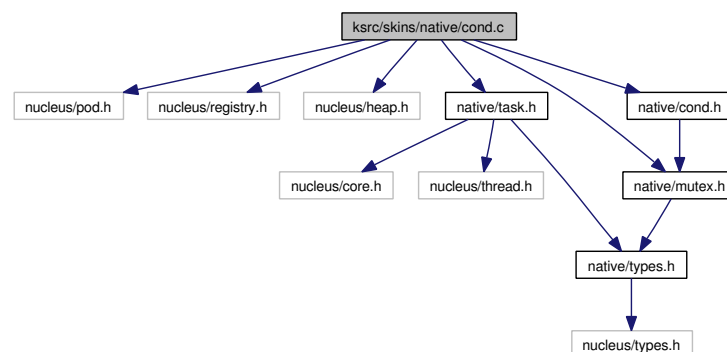 ksrc/skins/native/cond.c
nucleus/pod.h
nucleus/registry.h
nucleus/heap.h
native/task.h
native/cond.h
nucleus/core.h
nucleus/thread.h
native/mutex.h
native/types.h
nucleus/types.h